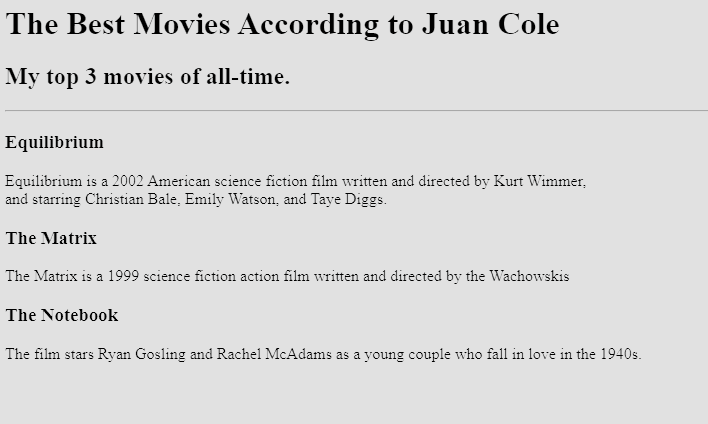 The Best Movies According to Juan Cole
My top 3 movies of all-time.
Equilibrium
Equilibrium is a 2002 American science fiction film written and directed by Kurt Wimmer,
and starring Christian Bale, Emily Watson, and Taye Diggs.
The Matrix
The Matrix is a 1999 science fiction action film written and directed by the Wachowskis
The Notebook
The film stars Ryan Gosling and Rachel McAdams as a young couple who fall in love in the 1940s.